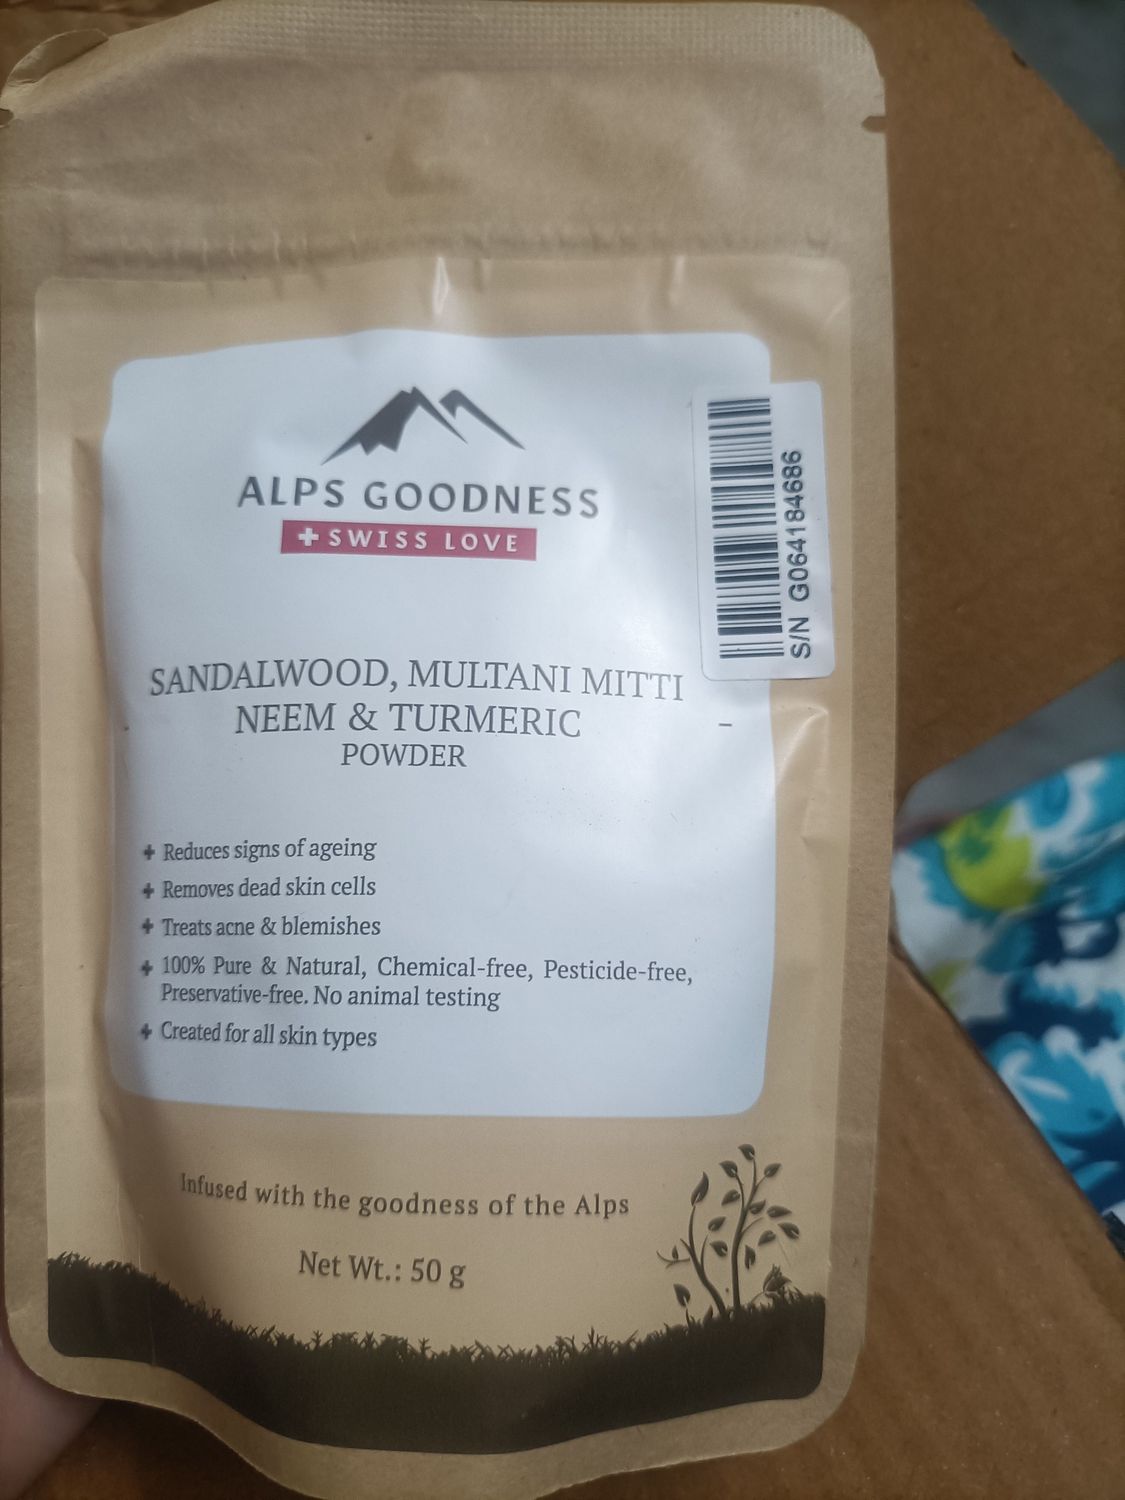 ALPS GOODNESS
+ SWISS LOVE
S/N G064184686
SANDALWOOD, MULTANI MITTI
NEEM & TURMERIC
POWDER
+ Reduces signs of ageing
+ Removes dead skin cells
+ Treats acne & blemishes
+ 100% Pure & Natural, Chemical-free, Pesticide-free,
Preservative-free. No animal testing
+ Created for all skin types
Infused with the goodness of the Alps
Net Wt.: 50 g